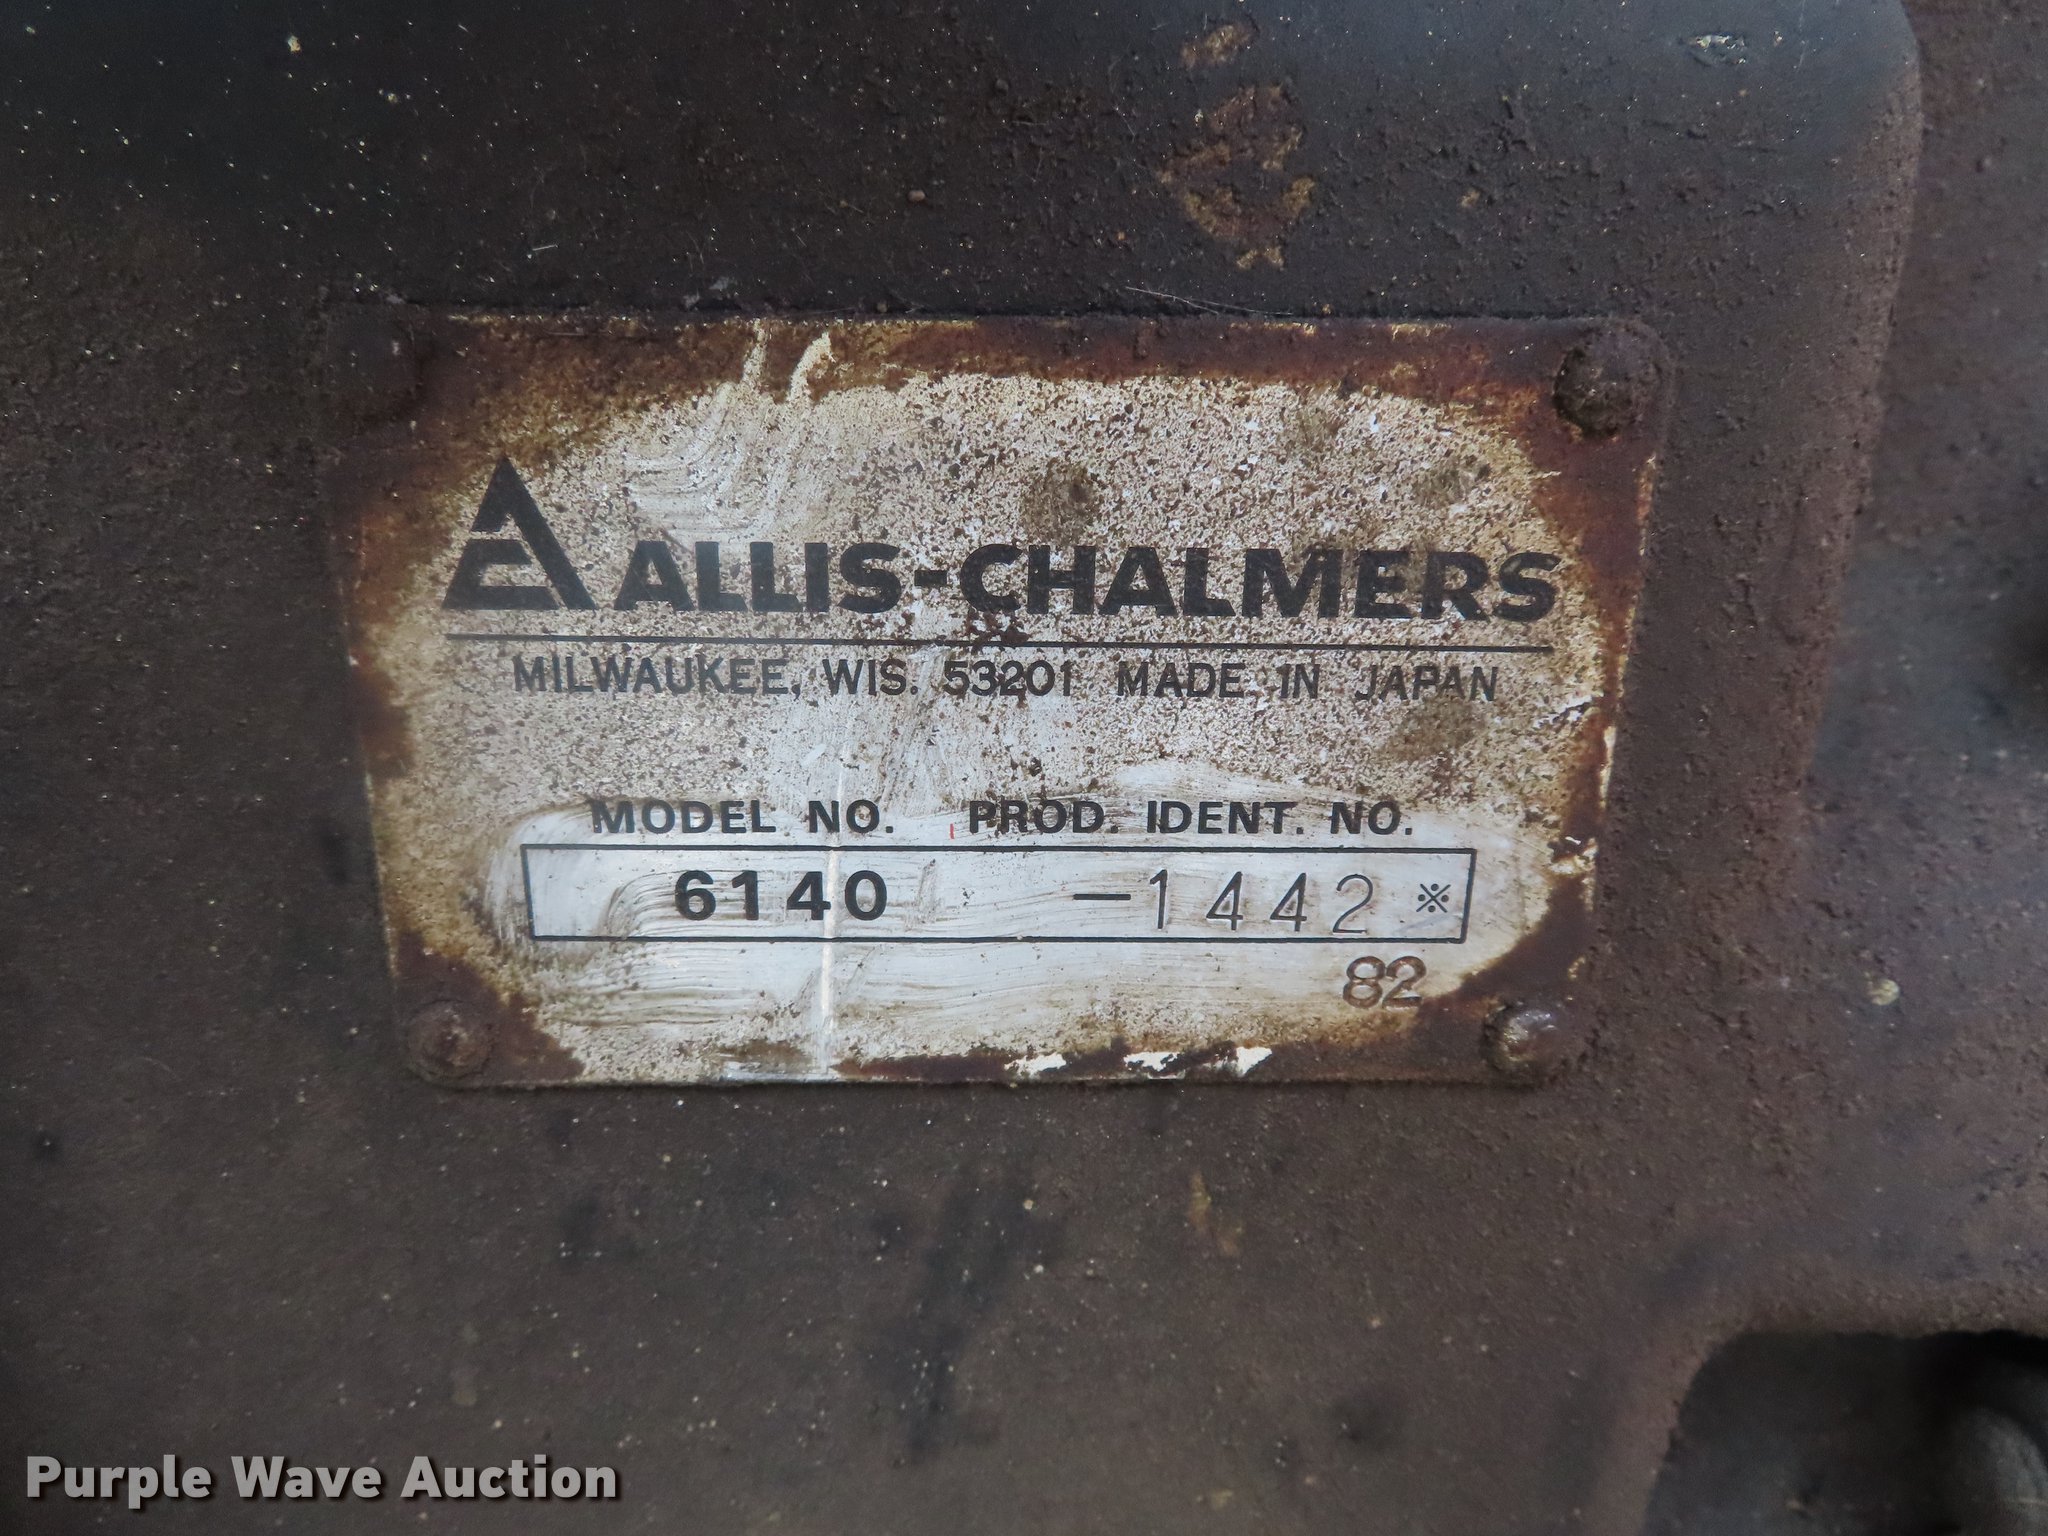 ALLIS-CHALMERS
MILWAUKEE, WIS. 53201 MADE IN JAPAN
MODEL NO. PROD. IDENT. NO.
6140 -1442※
82
Purple Wave Auction